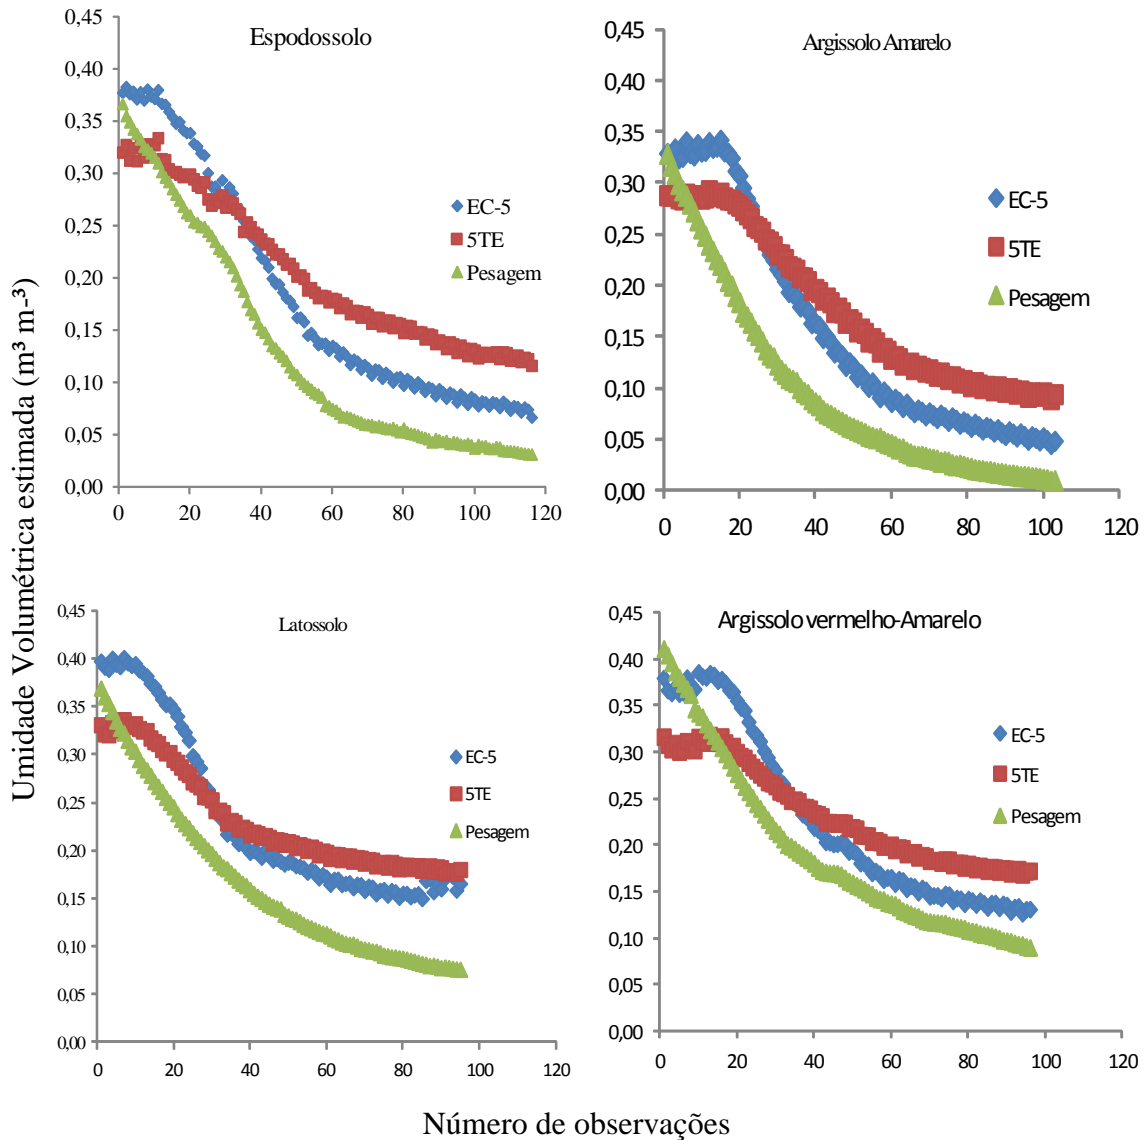 Umidade Volumétrica estimada (m³ m-³)
Espodossolo
0,45
0,40
0,35
0,30
0,25
0,20
0,15
0,10
0,05
0,00
0 20 40 60 80 100 120
EC-5
5TE
Pesagem
Argissolo Amarelo
0,45
0,40
0,35
0,30
0,25
0,20
0,15
0,10
0,05
0,00
0 20 40 60 80 100 120
EC-5
5TE
Pesagem
Latossolo
0,45
0,40
0,35
0,30
0,25
0,20
0,15
0,10
0,05
0,00
0 20 40 60 80 100 120
EC-5
5TE
Pesagem
Argissolo vermelho-Amarelo
0,45
0,40
0,35
0,30
0,25
0,20
0,15
0,10
0,05
0,00
0 20 40 60 80 100 120
EC-5
5TE
Pesagem
Número de observações